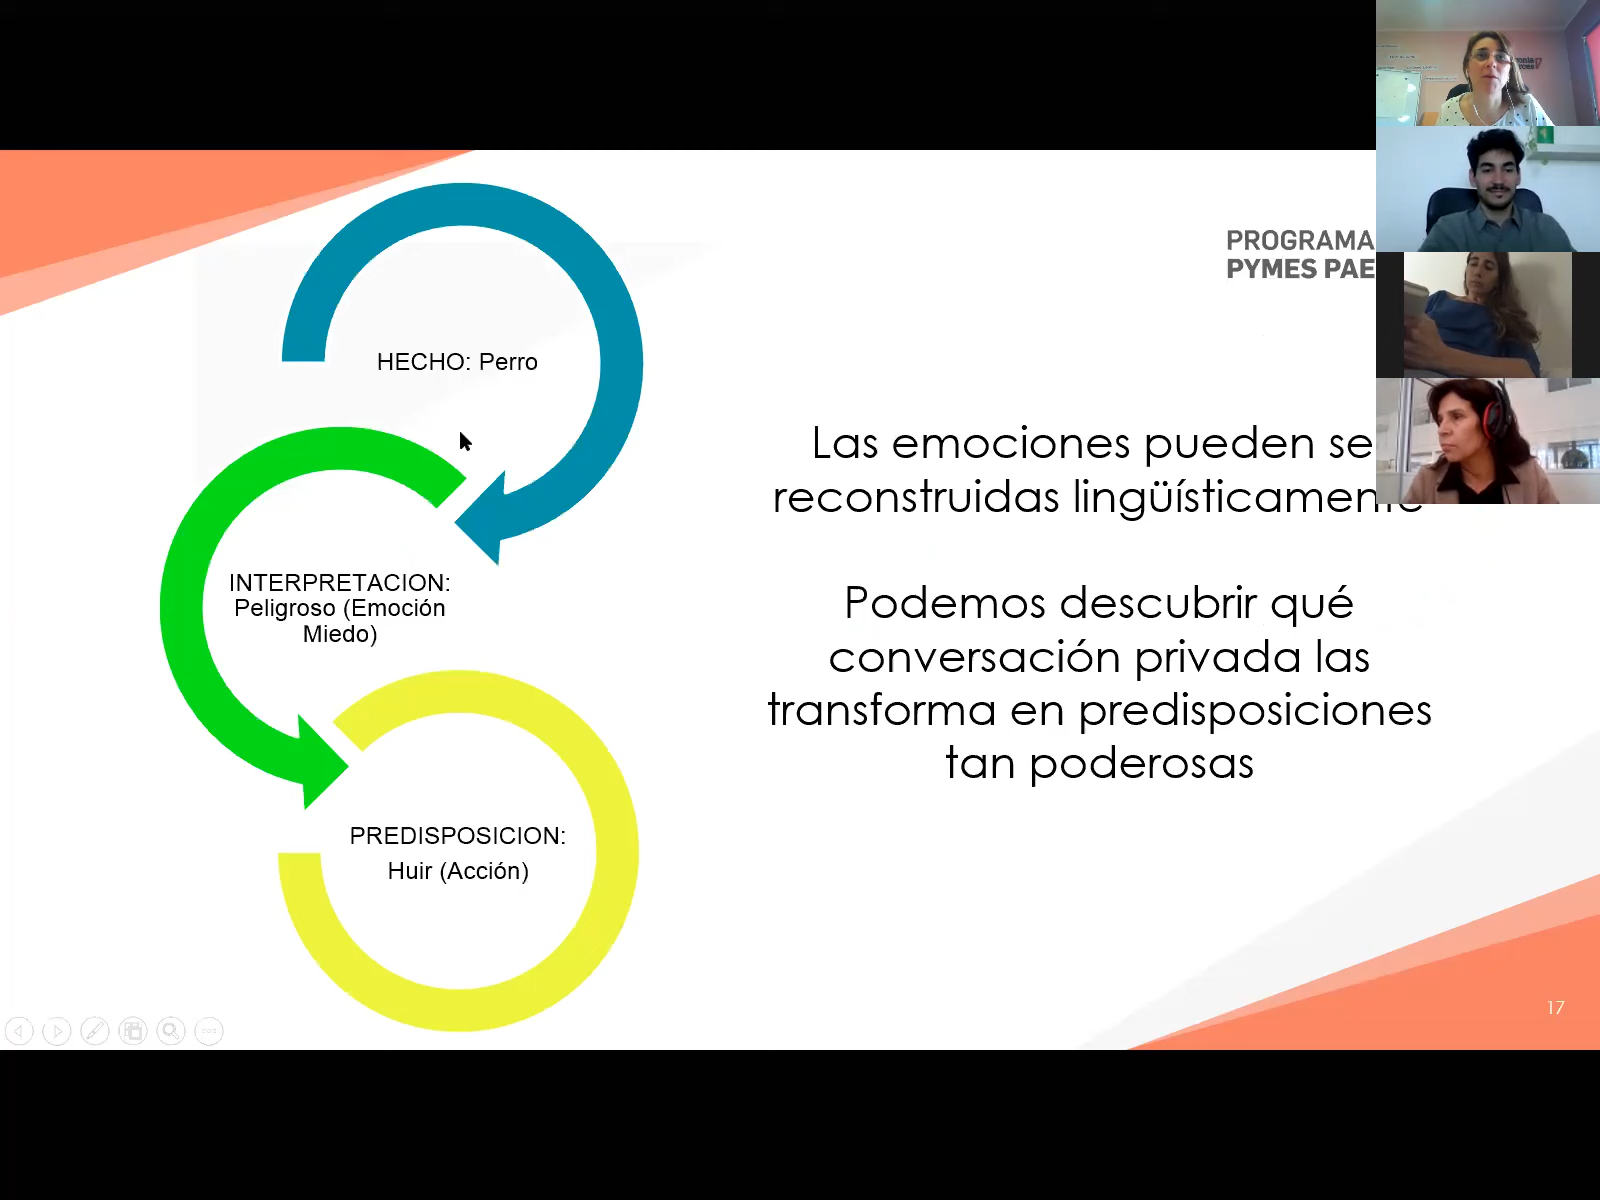 PROGRAMA
PYMES PAE
HECHO: Perro
INTERPRETACION:
Peligroso (Emoción
Miedo)
PREDISPOSICION:
Huir (Acción)
Las emociones pueden se
reconstruidas lingüísticamente
Podemos descubrir qué
conversación privada las
transforma en predisposiciones
tan poderosas
17